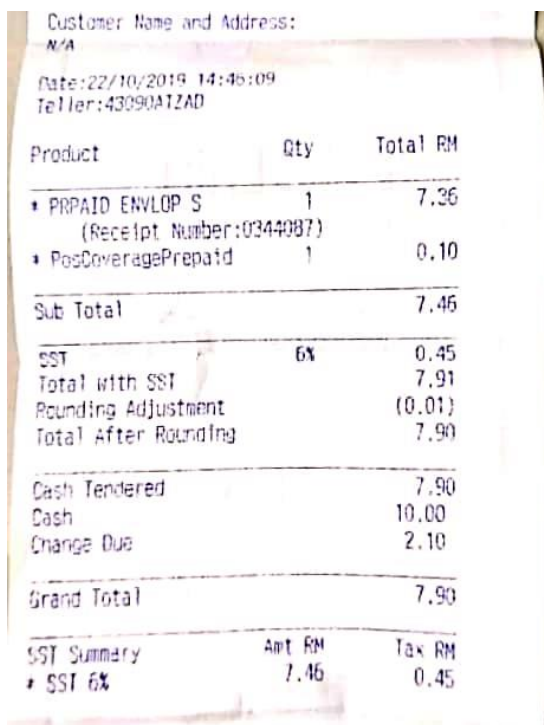 Customer Name and Address:
N/A
Date:22/10/2019 14:46:09
Teller:43090AIZAD
Product Qty Total RM
* PRPAID ENVLOP S 1 7.36
(Receipt Number:0344087)
* PosCoveragePrepaid 1 0.10
Sub Total 7.46
SST 6% 0.45
Total with SST 7.91
Rounding Adjustment (0.01)
Total After Rounding 7.90
Cash Tendered 7.90
Cash 10.00
Change Due 2.10
Grand Total 7.90
SST Summary Amt RM Tax RM
* SST 6% 7.46 0.45